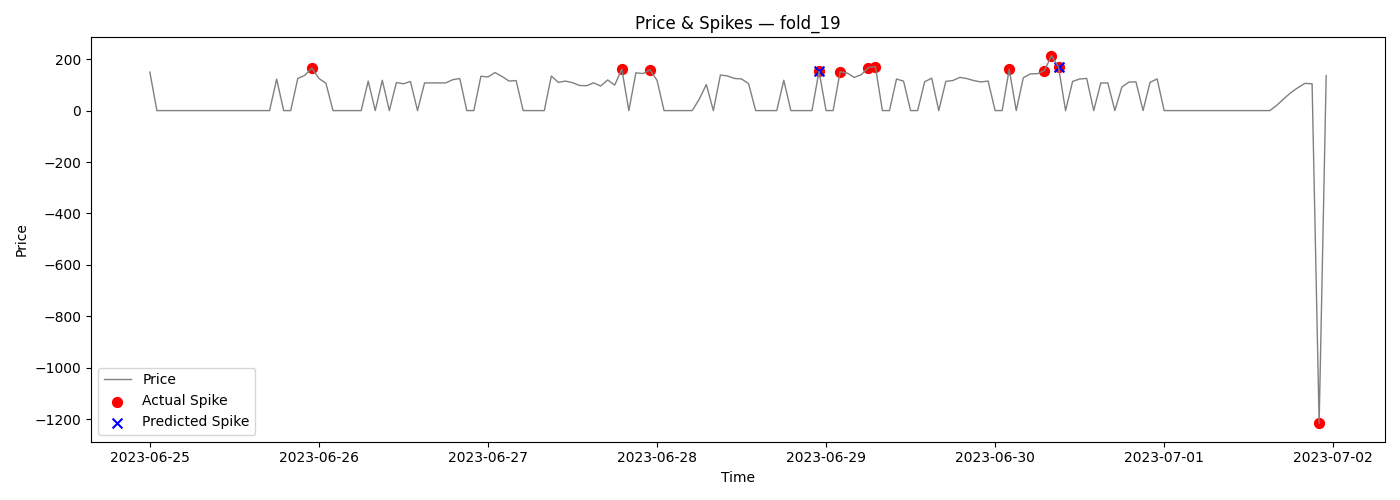 Price & Spikes — fold_19
Price
200
0
−200
−400
−600
−800
−1000
−1200
Price
Actual Spike
Predicted Spike
2023-06-25
2023-06-26
2023-06-27
2023-06-28
2023-06-29
2023-06-30
2023-07-01
2023-07-02
Time